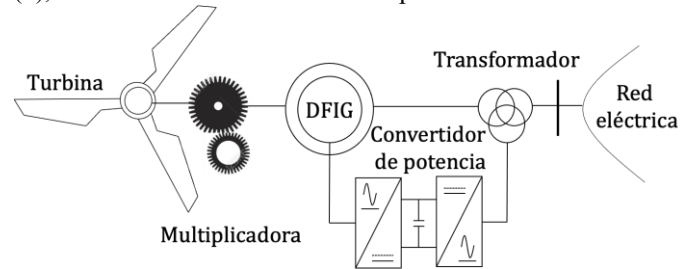 Turbina
Multiplicadora
DFIG
Convertidor
de potencia
Transformador
Red
eléctrica